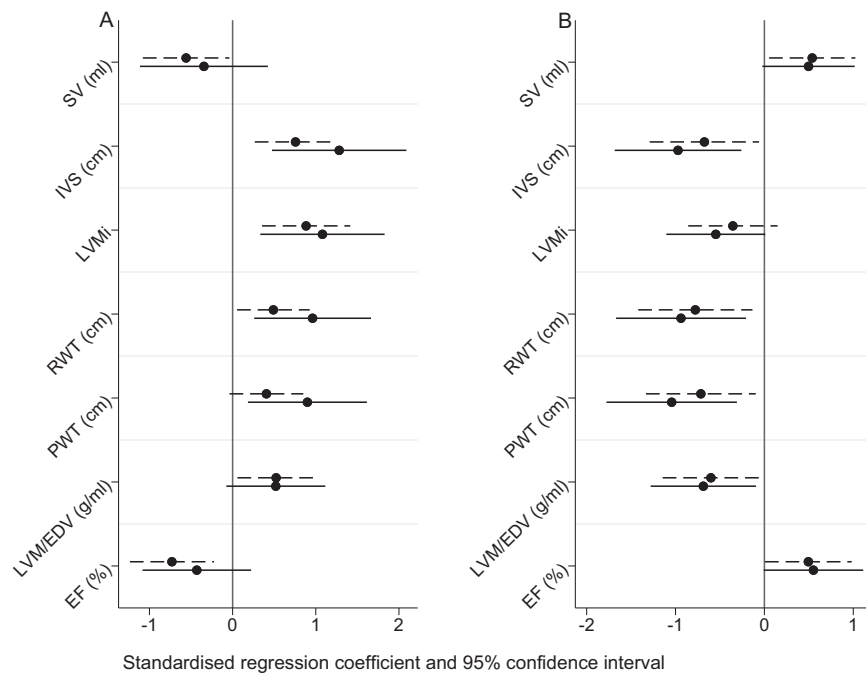 A
SV (ml)
IVS (cm)
LVMi
RWT (cm)
PWT (cm)
LVM/EDV (g/ml)
EF (%)
-1 0 1 2
B
SV (ml)
IVS (cm)
LVMi
RWT (cm)
PWT (cm)
LVM/EDV (g/ml)
EF (%)
-2 -1 0 1
Standardised regression coefficient and 95% confidence interval